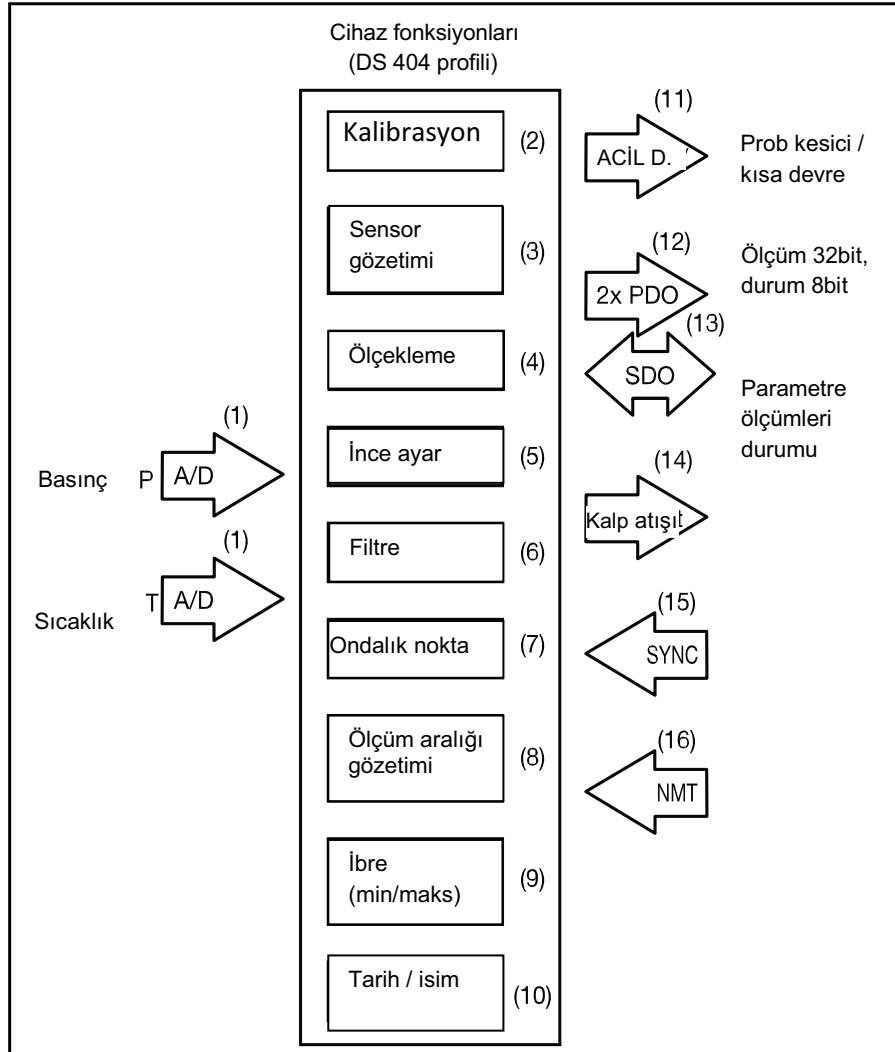 Cihaz fonksiyonları
(DS 404 profili)
Kalibrasyon
(2)
Sensor
gözetimi
(3)
Ölçekleme
(4)
İnce ayar
(5)
Filtre
(6)
Ondalık nokta
(7)
Ölçüm aralığı
gözetimi
(8)
İbre
(min/maks)
(9)
Tarih / isim
(10)
(1)
Basınç
P
A/D
(1)
Sıcaklık
T
A/D
(11)
ACİL D.
Prob kesici /
kısa devre
(12)
2x PDO
Ölçüm 32bit,
durum 8bit
(13)
SDO
Parametre
ölçümleri
durumu
(14)
Kalp atışı
(15)
SYNC
(16)
NMT